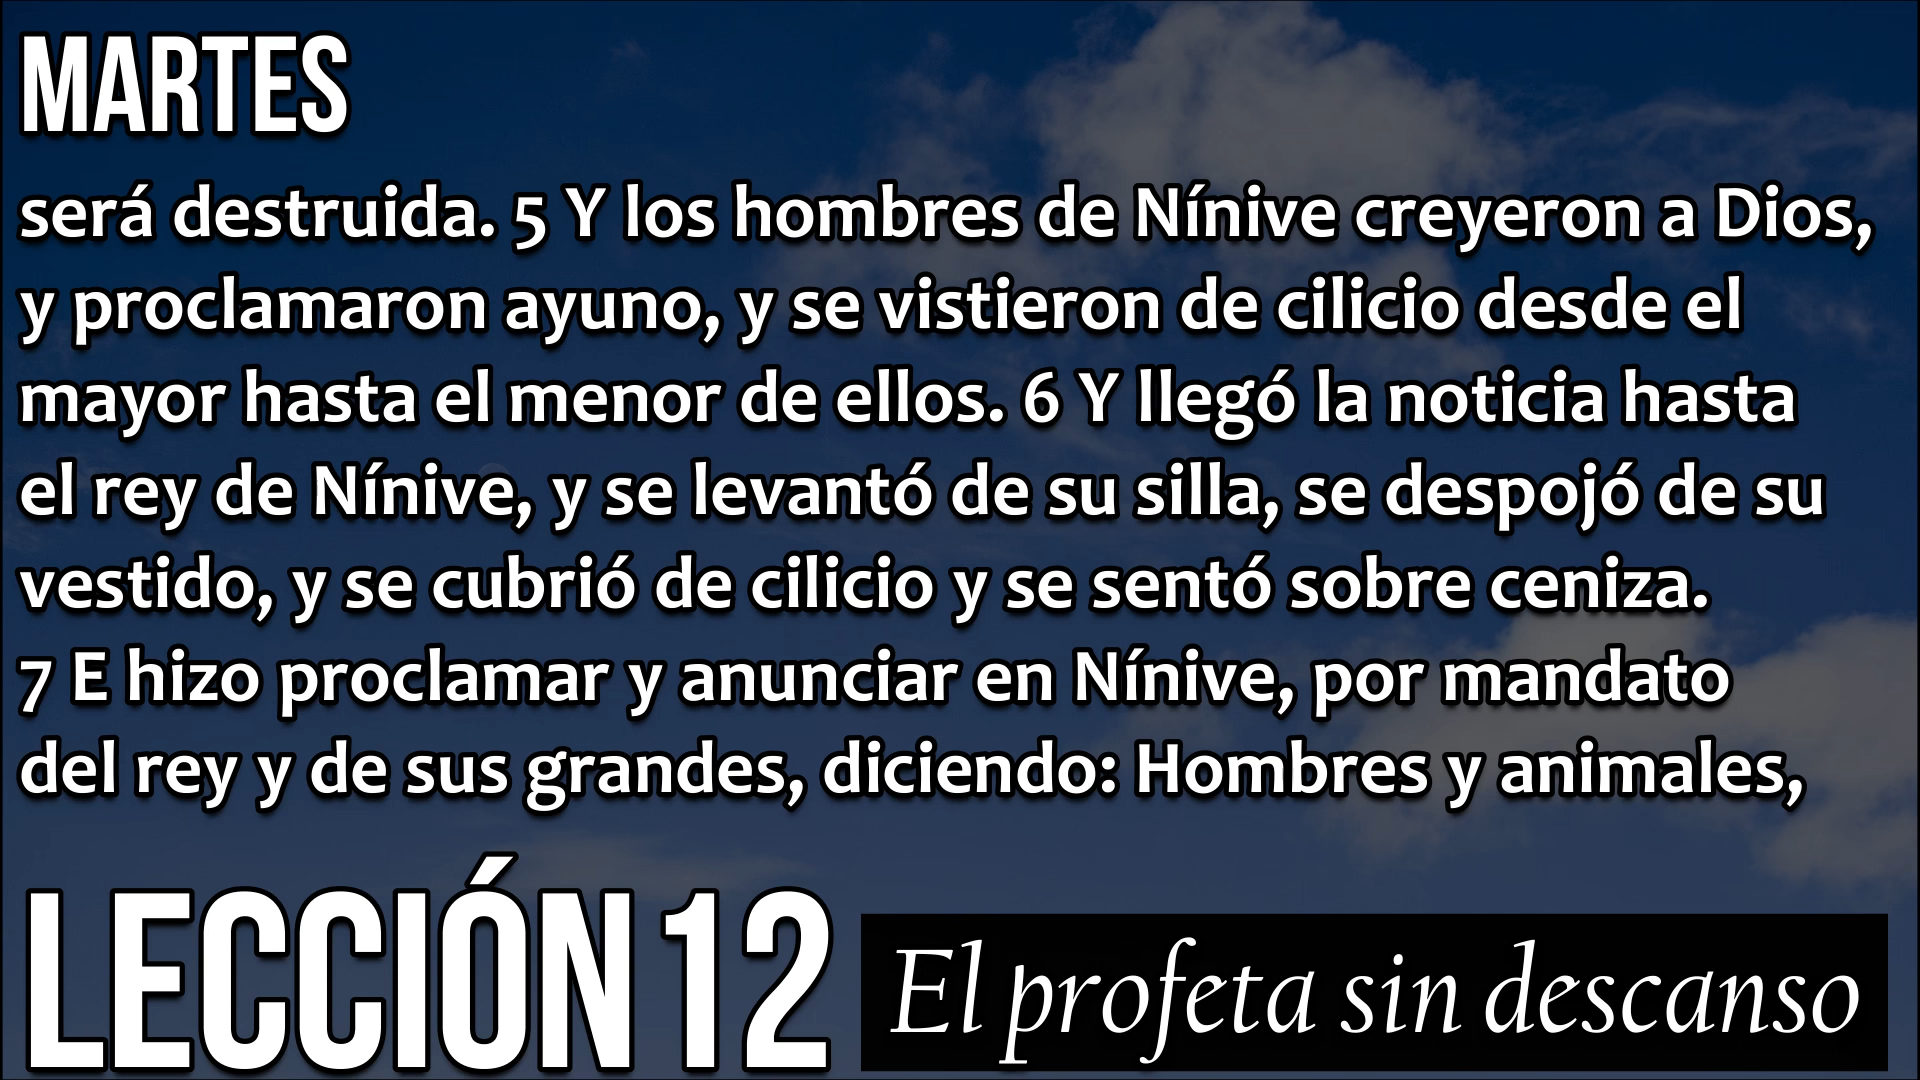 MARTES
será destruida. 5 Y los hombres de Nínive creyeron a Dios,
y proclamaron ayuno, y se vistieron de cilicio desde el
mayor hasta el menor de ellos. 6 Y llegó la noticia hasta
el rey de Nínive, y se levantó de su silla, se despojó de su
vestido, y se cubrió de cilicio y se sentó sobre ceniza.
7 E hizo proclamar y anunciar en Nínive, por mandato
del rey y de sus grandes, diciendo: Hombres y animales,
LECCIÓN 12
El profeta sin descanso